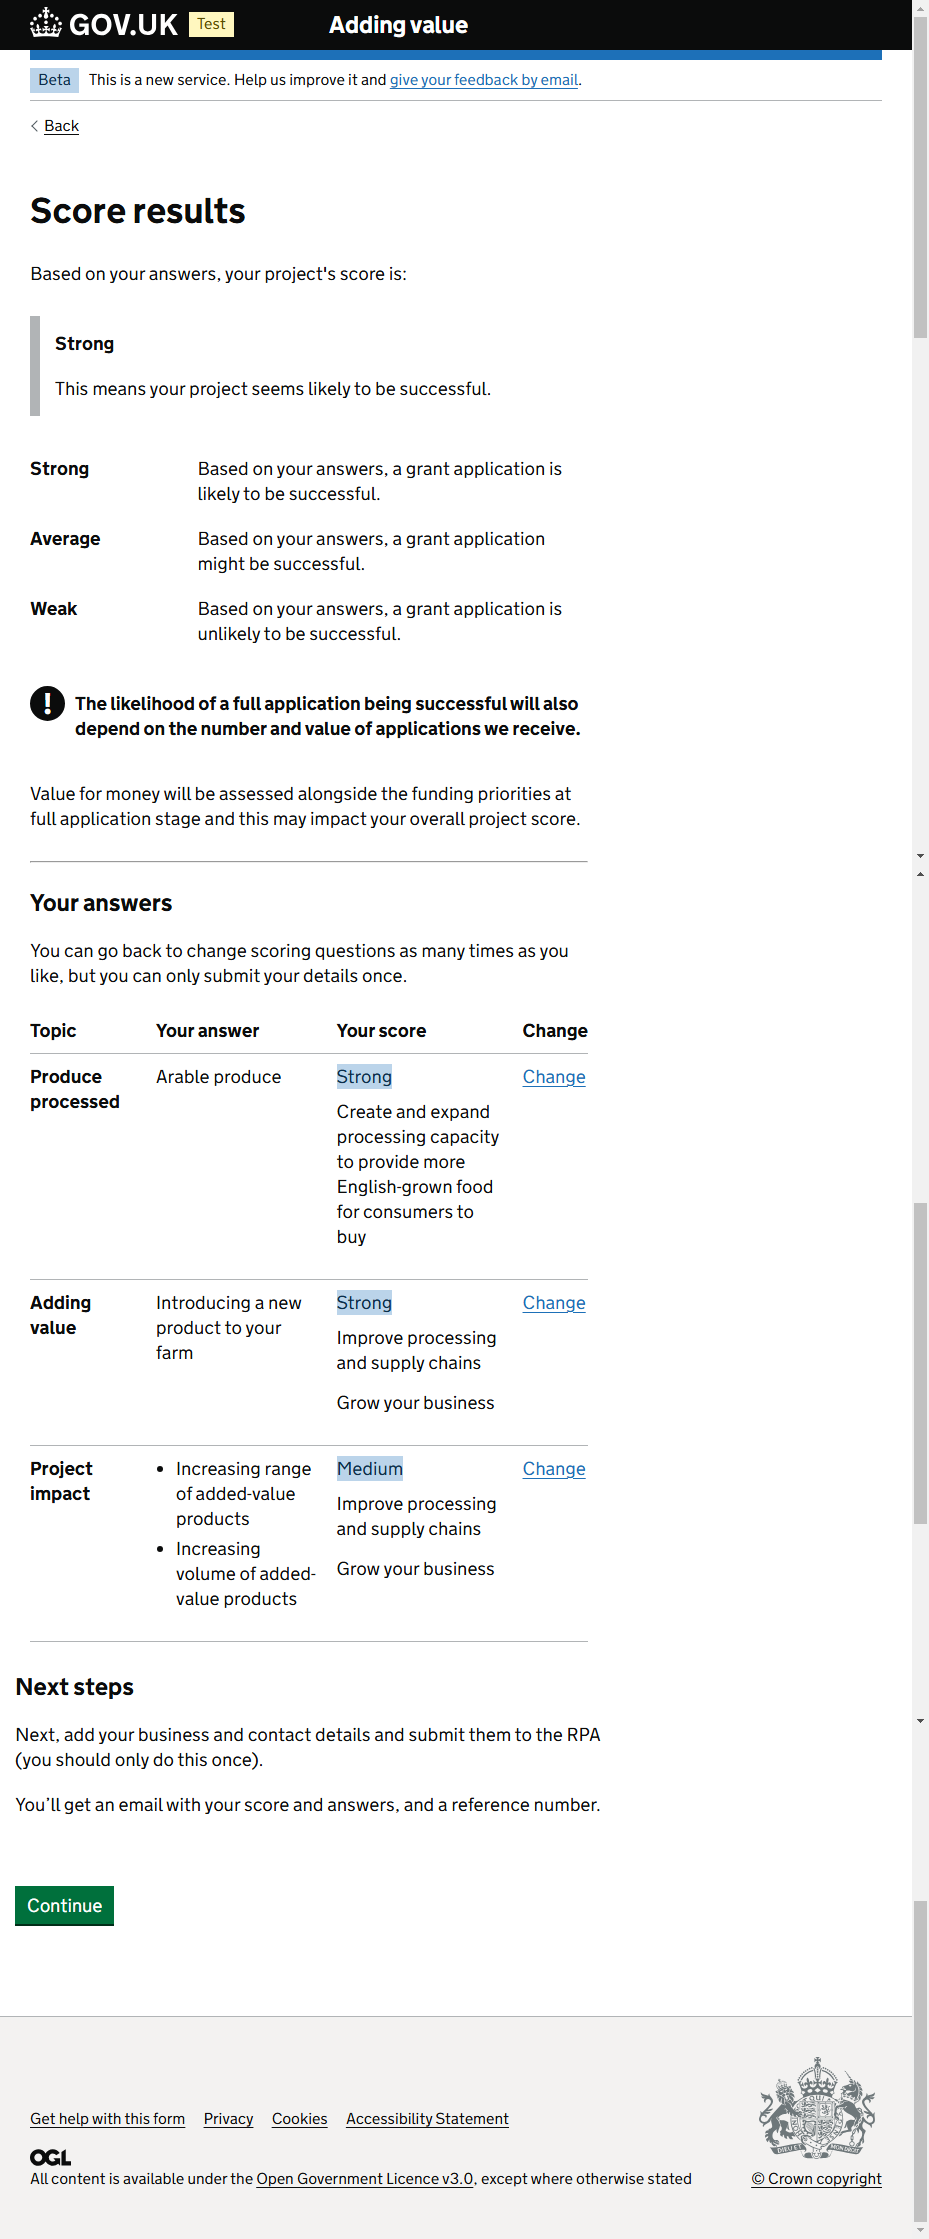 GOV.UK Test Adding value
Beta This is a new service. Help us improve it and give your feedback by email.
Back
Score results
Based on your answers, your project's score is:
Strong
This means your project seems likely to be successful.
Strong Based on your answers, a grant application is
likely to be successful.
Average Based on your answers, a grant application
might be successful.
Weak Based on your answers, a grant application is
unlikely to be successful.
! The likelihood of a full application being successful will also
depend on the number and value of applications we receive.
Value for money will be assessed alongside the funding priorities at
full application stage and this may impact your overall project score.
Your answers
You can go back to change scoring questions as many times as you
like, but you can only submit your details once.
Topic Your answer Your score Change
Produce
processed
Arable produce
Strong
Create and expand
processing capacity
to provide more
English-grown food
for consumers to
buy
Change
Adding
value
Introducing a new
product to your
farm
Strong
Improve processing
and supply chains
Grow your business
Change
Project
impact
• Increasing range
of added-value
products
• Increasing
volume of added-
value products
Medium
Improve processing
and supply chains
Grow your business
Change
Next steps
Next, add your business and contact details and submit them to the RPA
(you should only do this once).
You’ll get an email with your score and answers, and a reference number.
Continue
Get help with this form Privacy Cookies Accessibility Statement
OGL
All content is available under the Open Government Licence v3.0, except where otherwise stated
© Crown copyright